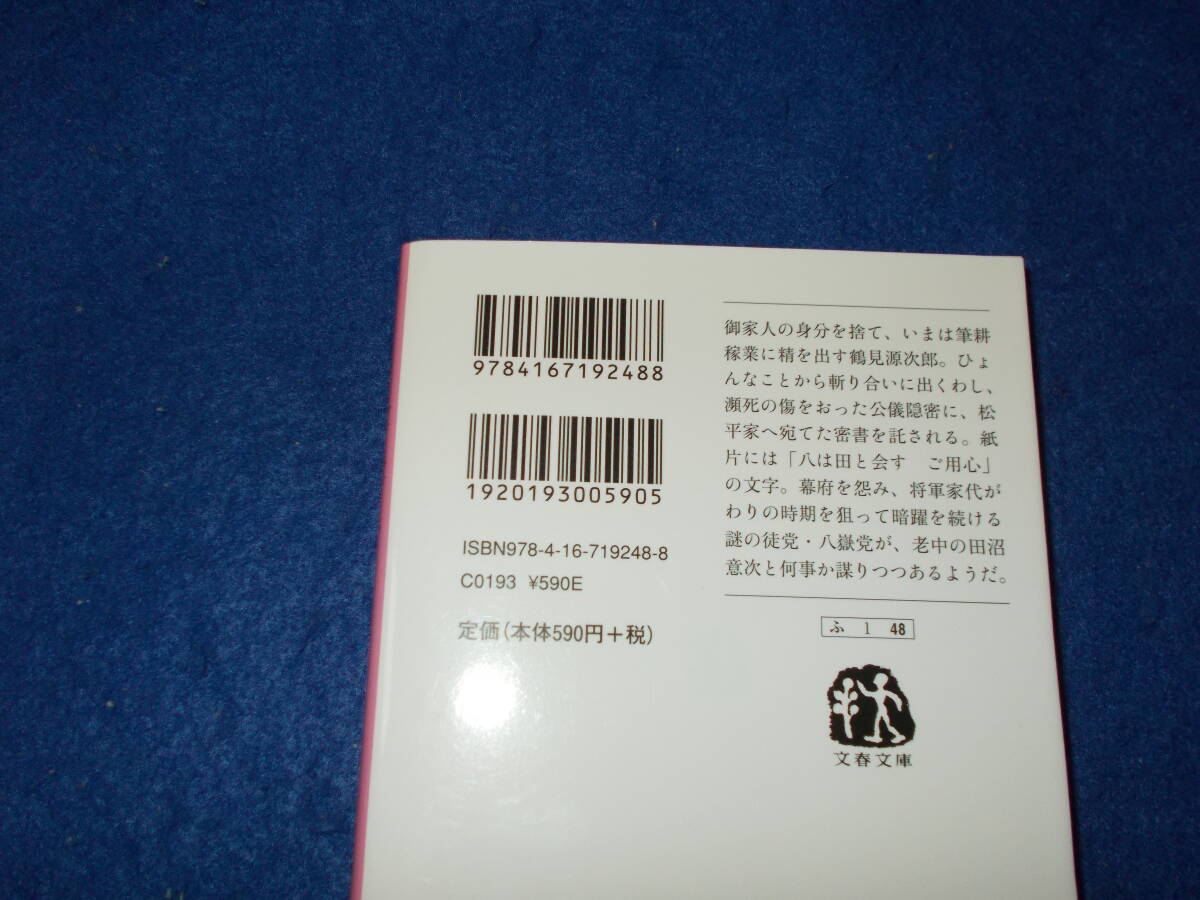 9784167192488
1920193005905
ISBN978-4-16-719248-8
C0193 ¥590E
定価(本体590円+税)
御家人の身分を捨て、いまは筆耕
稼業に精を出す鶴見源次郎。ひょ
んなことから斬り合いに出くわし、
瀕死の傷をおった公儀隠密に、松
平家へ宛てた密書を託される。紙
片には「八は田と会す　ご用心」
の文字。幕府を怨み、将軍家代が
わりの時期を狙って暗躍を続ける
謎の徒党・八嶽党が、老中の田沼
意次と何事か謀りつつあるようだ。
ふ 1 48
文春文庫